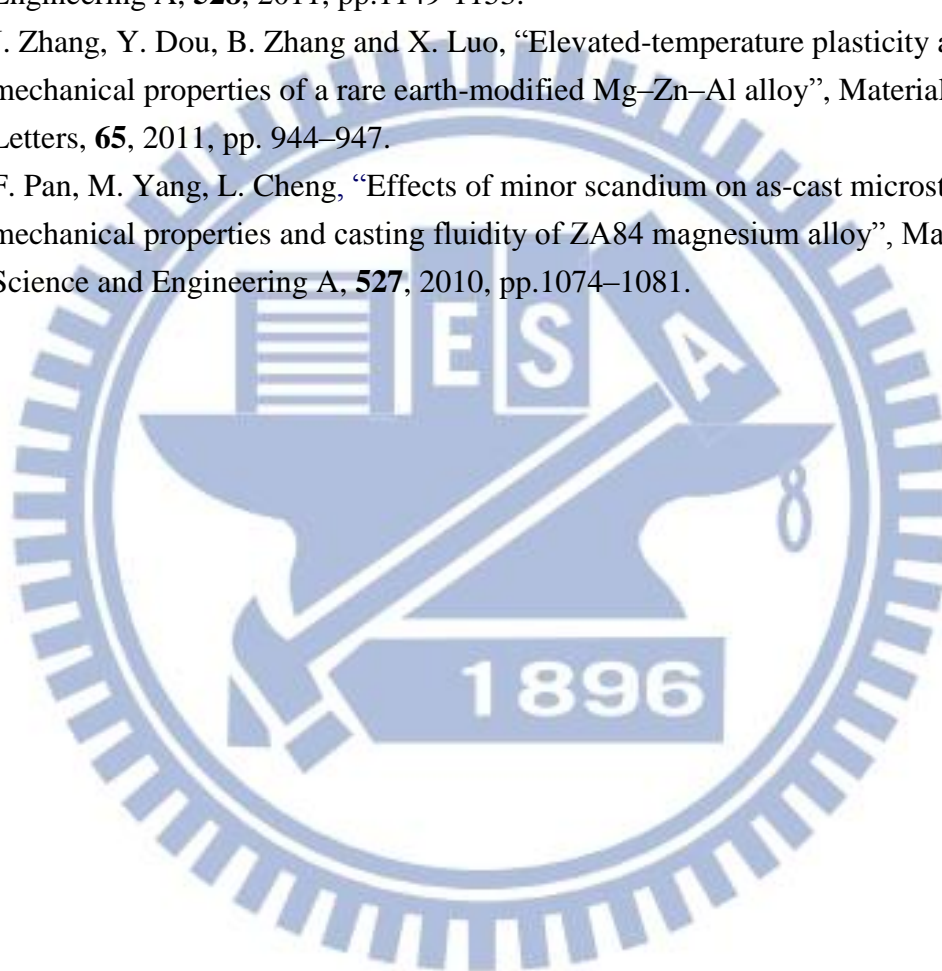 Engineering A, 528, 2011, pp.1149-1153.
J. Zhang, Y. Dou, B. Zhang and X. Luo, “Elevated-temperature plasticity a
mechanical properties of a rare earth-modified Mg–Zn–Al alloy”, Material
Letters, 65, 2011, pp. 944–947.
F. Pan, M. Yang, L. Cheng, “Effects of minor scandium on as-cast microst
mechanical properties and casting fluidity of ZA84 magnesium alloy”, Ma
Science and Engineering A, 527, 2010, pp.1074–1081.
E S A
1896